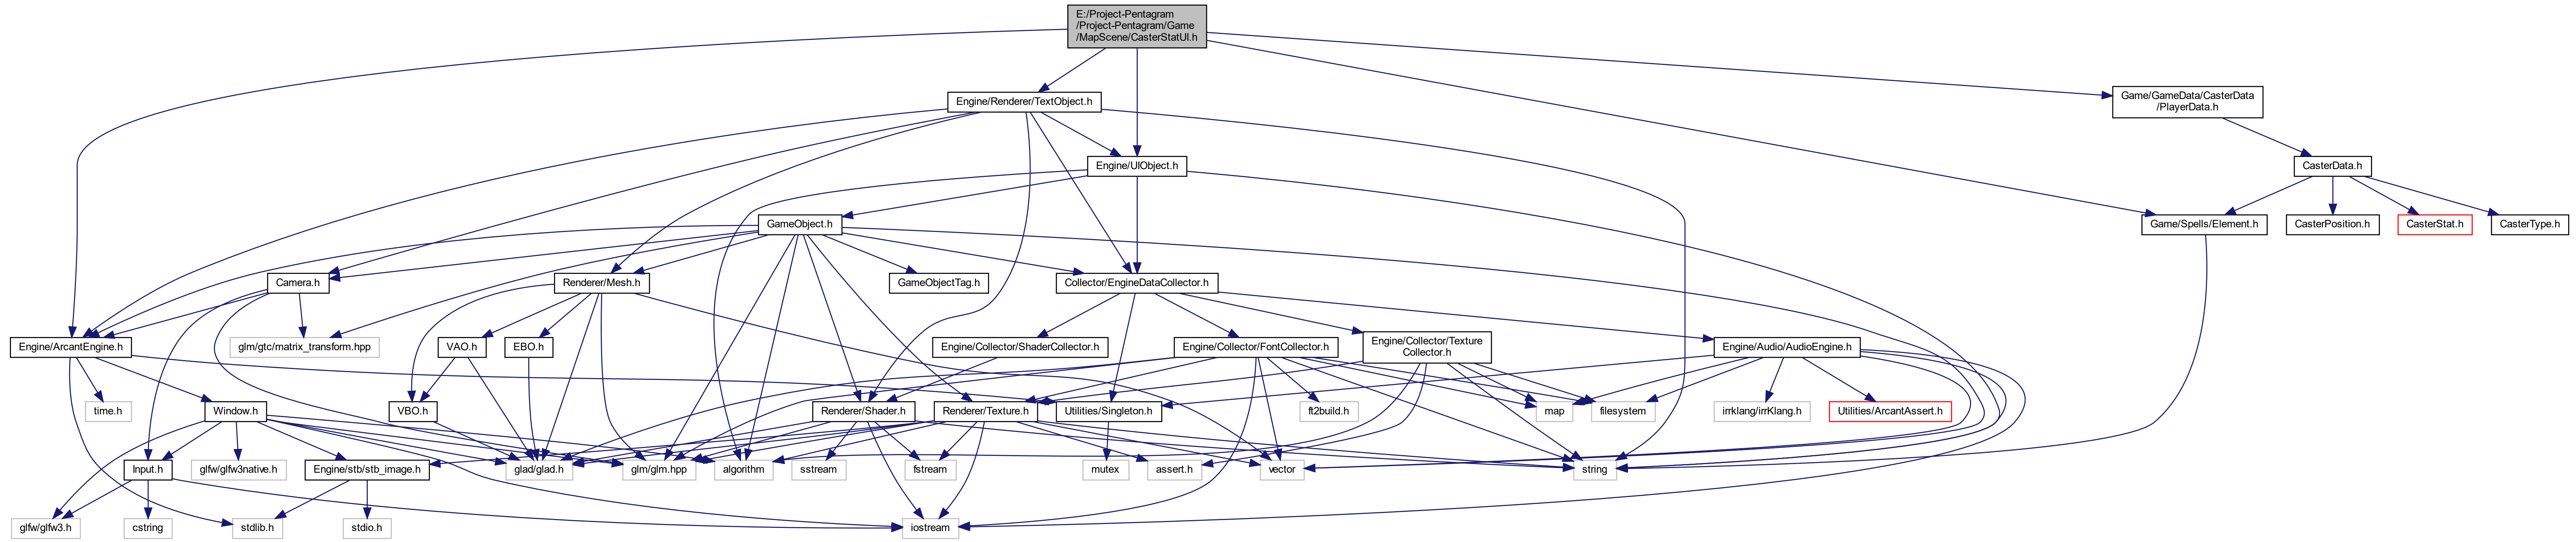 E:/Project-Pentagram
/Project-Pentagram/Game
/MapScene/CasterStatUI.h
Engine/Renderer/TextObject.h
Game/GameData/CasterData
/PlayerData.h
Engine/UIObject.h
CasterData.h
GameObject.h
Game/Spells/Element.h
CasterPosition.h
CasterStat.h
CasterType.h
Camera.h
Renderer/Mesh.h
GameObjectTag.h
Collector/EngineDataCollector.h
Engine/ArcantEngine.h
glm/gtc/matrix_transform.hpp
VAO.h
EBO.h
Engine/Collector/ShaderCollector.h
Engine/Collector/FontCollector.h
Engine/Collector/Texture
Collector.h
Engine/Audio/AudioEngine.h
time.h
Window.h
VBO.h
Renderer/Shader.h
Renderer/Texture.h
Utilities/Singleton.h
ft2build.h
map
filesystem
irrklang/irrKlang.h
Utilities/ArcantAssert.h
Input.h
glfw/glfw3native.h
Engine/stb/stb_image.h
glad/glad.h
glm/glm.hpp
algorithm
sstream
fstream
mutex
assert.h
vector
string
glfw/glfw3.h
cstring
stdlib.h
stdio.h
iostream